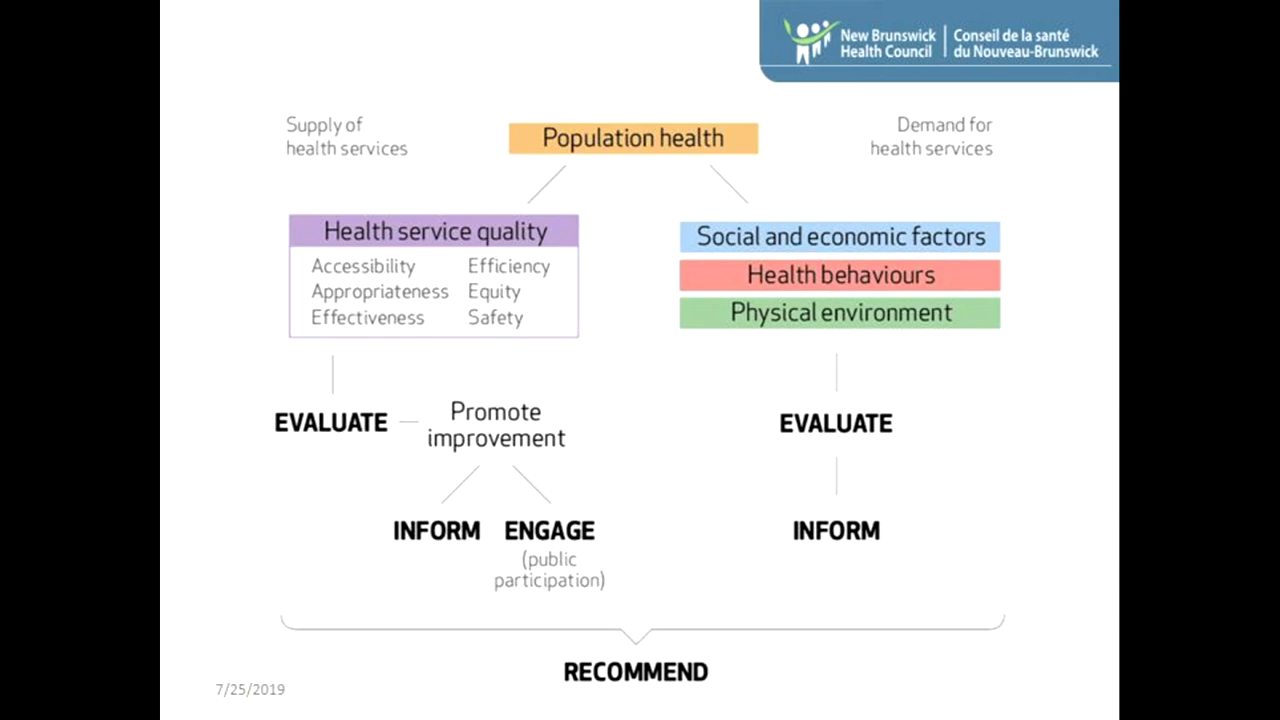 New Brunswick
Health Council
Conseil de la santé
du Nouveau-Brunswick
Supply of
health services
Population health
Demand for
health services
Health service quality
Accessibility
Efficiency
Appropriateness
Equity
Effectiveness
Safety
Social and economic factors
Health behaviours
Physical environment
EVALUATE
Promote
improvement
INFORM
ENGAGE
(public
participation)
EVALUATE
INFORM
RECOMMEND
7/25/2019